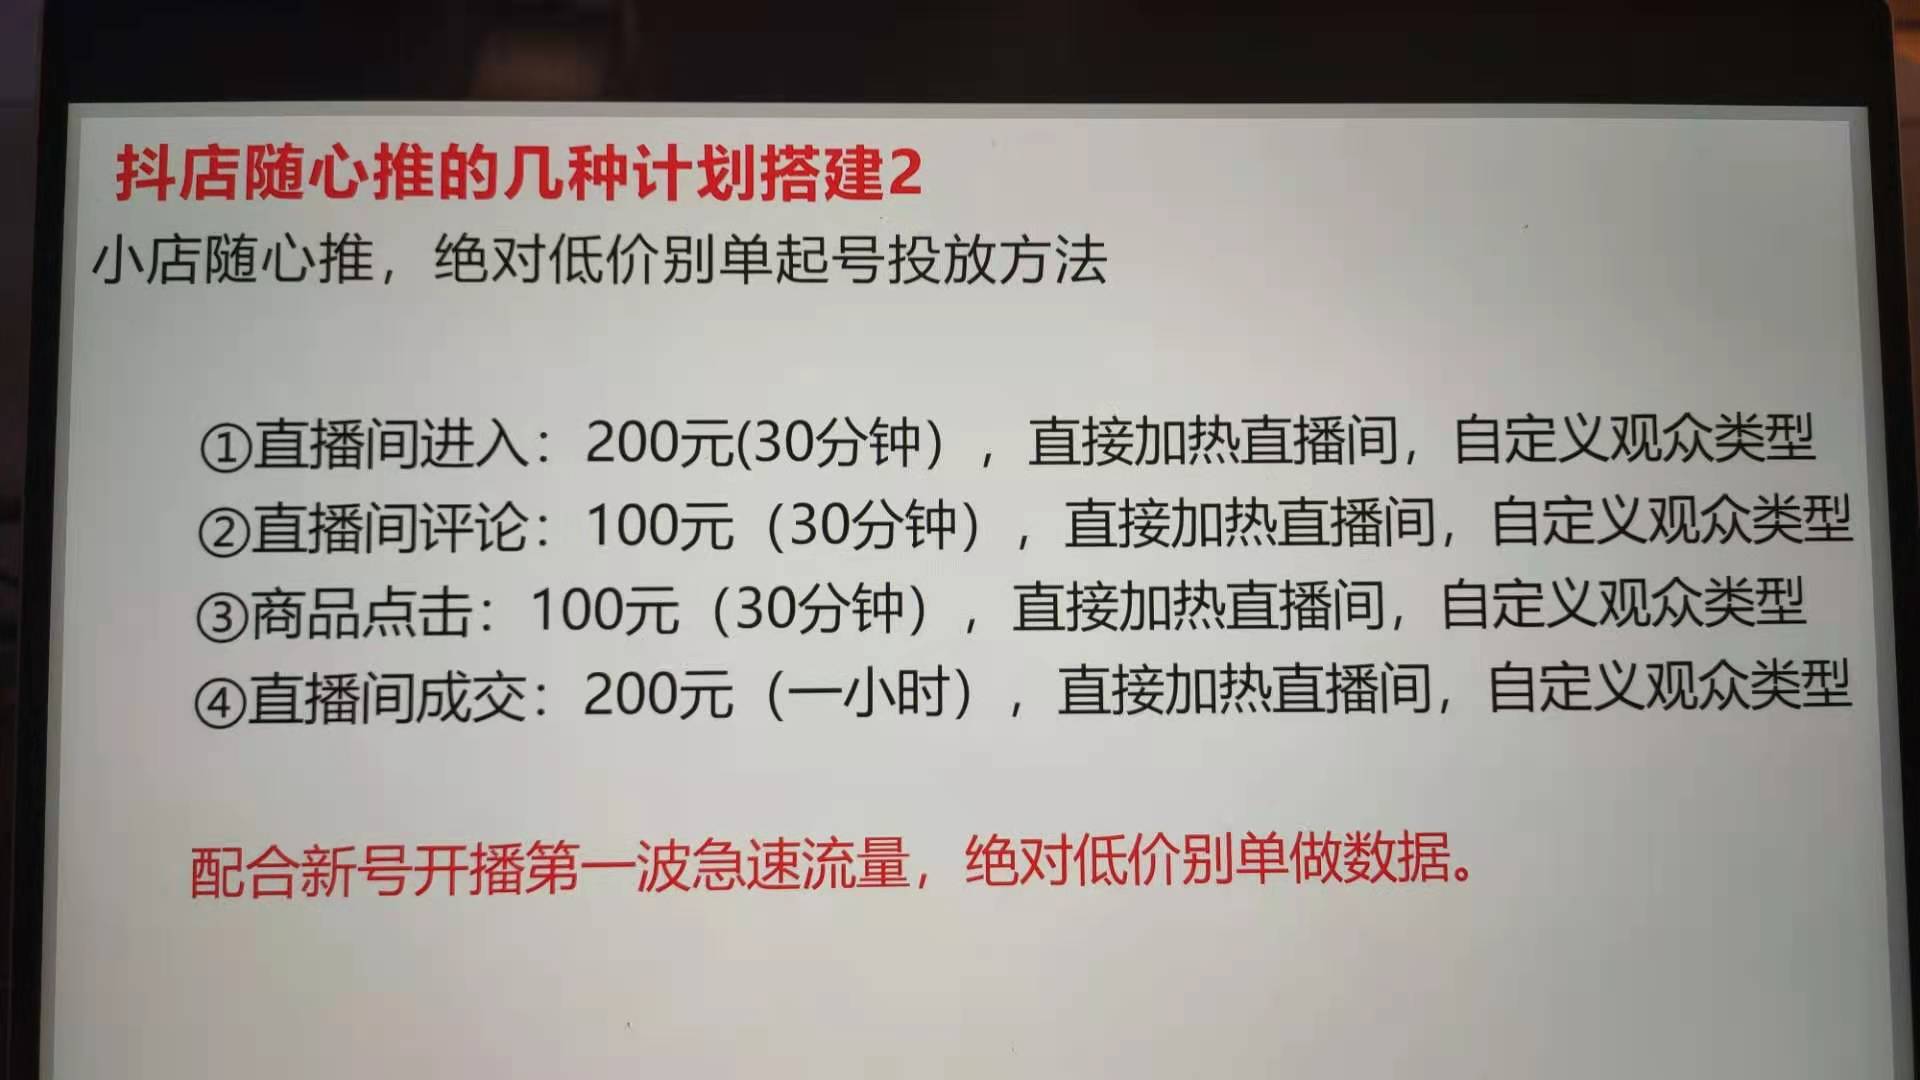 抖店随心推的几种计划搭建2
小店随心推，绝对低价别单起号投放方法
①直播间进入：200元(30分钟），直接加热直播间，自定义观众类型
②直播间评论：100元（30分钟），直接加热直播间，自定义观众类型
③商品点击：100元（30分钟），直接加热直播间，自定义观众类型
④直播间成交：200元（一小时），直接加热直播间，自定义观众类型
配合新号开播第一波急速流量，绝对低价别单做数据。